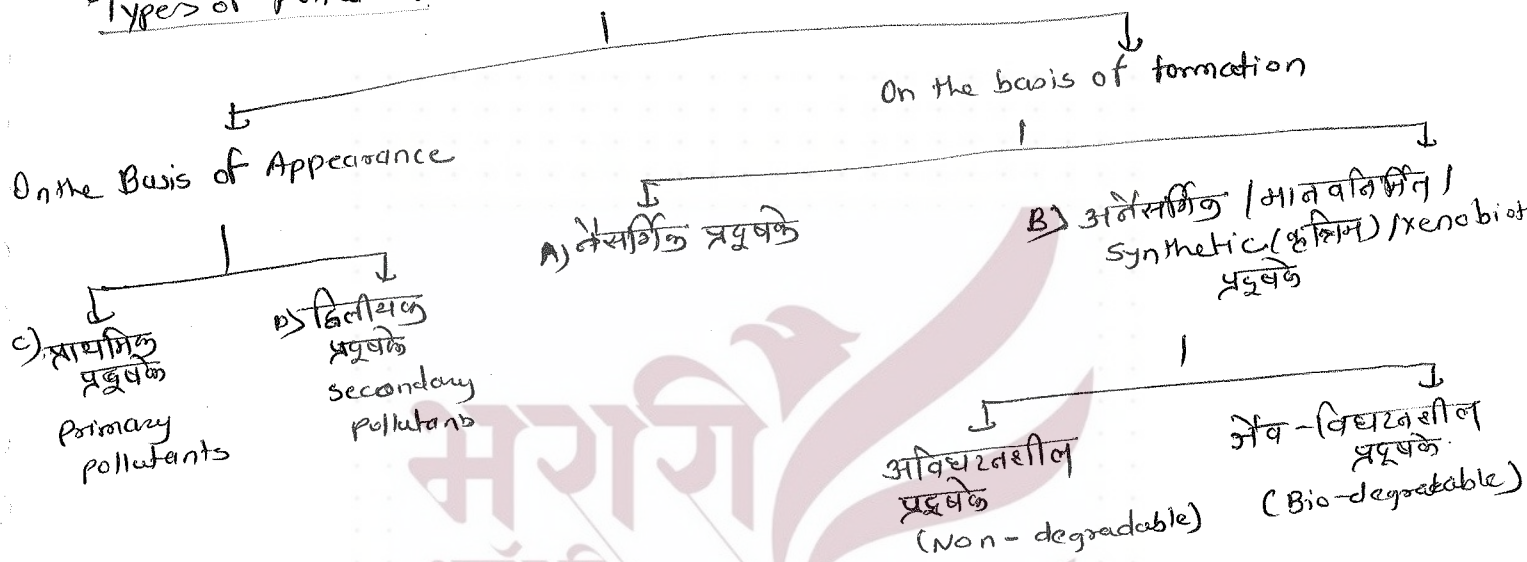 Types of
On the basis of formation
On the Basis of Appearance
A) नैसर्गिक प्रदूषके
B) अनैसर्गिक / मानवनिर्मित /
Synthetic (कृत्रिम) / xenobiot
प्रदूषके
C) प्राथमिक
प्रदूषके
Primary
pollutants
D) द्वितीयक
प्रदूषके
Secondary
pollutants
अविघटनशील
प्रदूषके
(Non-degradable)
जैव-विघटनशील
प्रदूषके
(Bio-degradable)